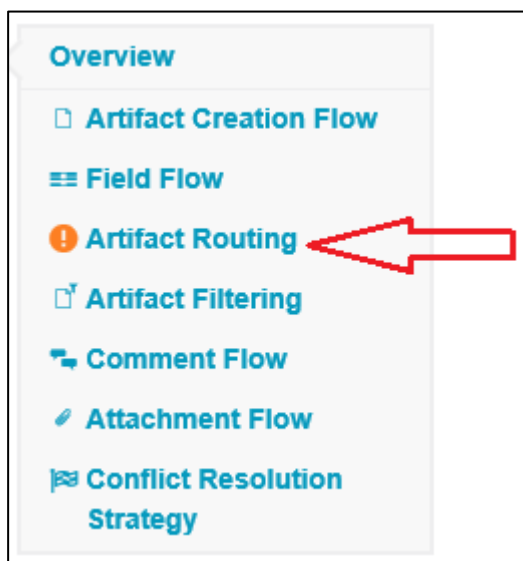 Overview
Artifact Creation Flow
Field Flow
Artifact Routing
Artifact Filtering
Comment Flow
Attachment Flow
Conflict Resolution
Strategy